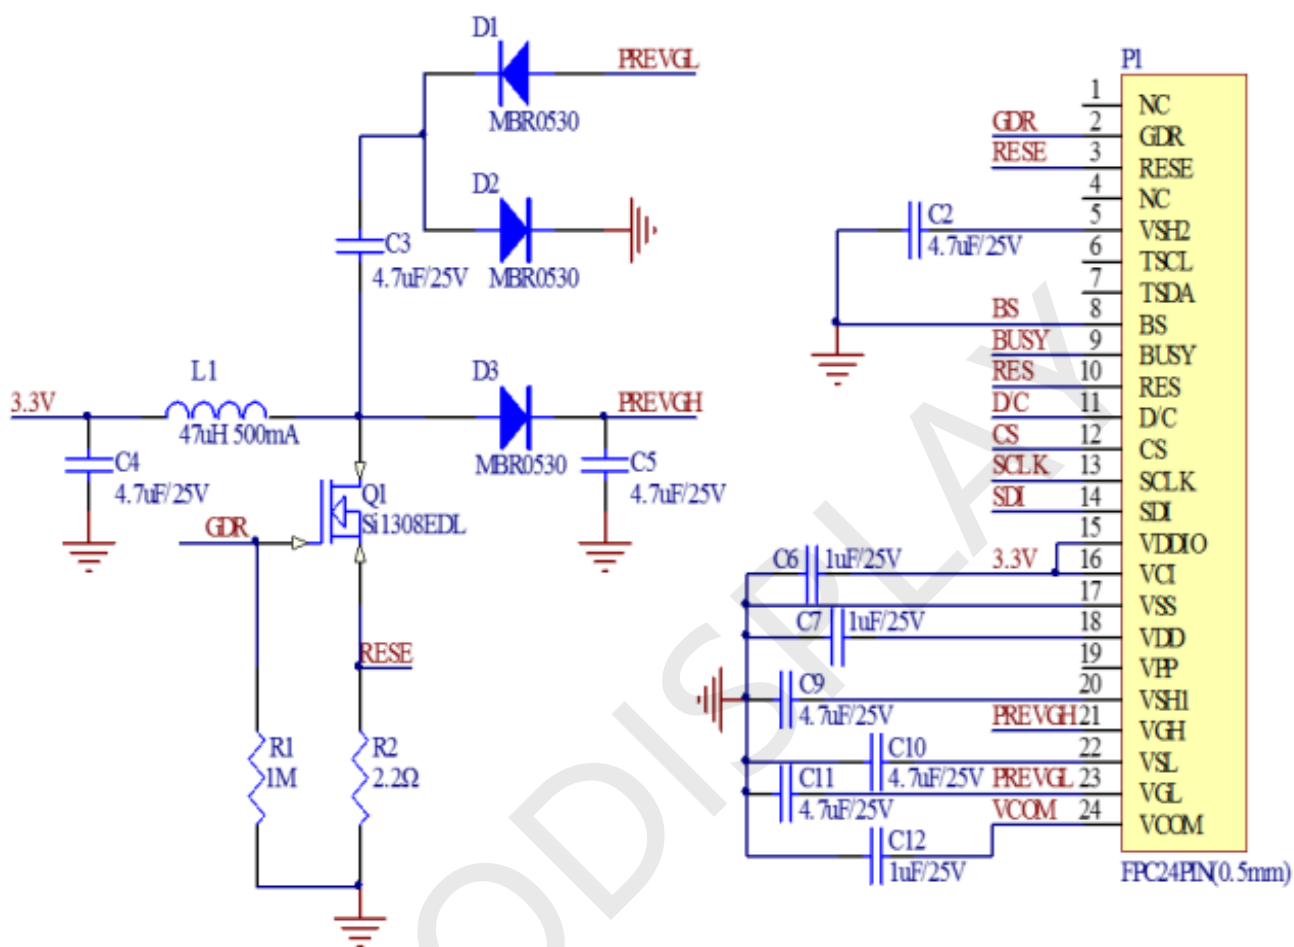 D1
PREVGL
MBR0530
D2
MBR0530
C3
4.7uF/25V
L1
3.3V
47uH 500mA
D3
PREVGH
MBR0530
C4
4.7uF/25V
C5
4.7uF/25V
Q1
Si1308EDL
GDR
RESE
R1
1M
R2
2.2Ω
P1
1 NC
GDR 2 GDR
RESE 3 RESE
4 NC
C2 5 VSH2
4.7uF/25V
6 TSCL
7 TSDA
BS 8 BS
BUSY 9 BUSY
RES 10 RES
D/C 11 D/C
CS 12 CS
SCLK 13 SCLK
SDI 14 SDI
15 VDDIO
C6 1uF/25V 3.3V 16 VCI
17 VSS
C7 1uF/25V 18 VDD
19 VPP
C9 20 VSH1
4.7uF/25V
PREVGH 21 VGH
C10 22 VSL
4.7uF/25V
C11 PREVGL 23 VGL
4.7uF/25V
VCOM 24 VCOM
C12
1uF/25V
FPC24PIN(0.5mm)
ODISPLAY